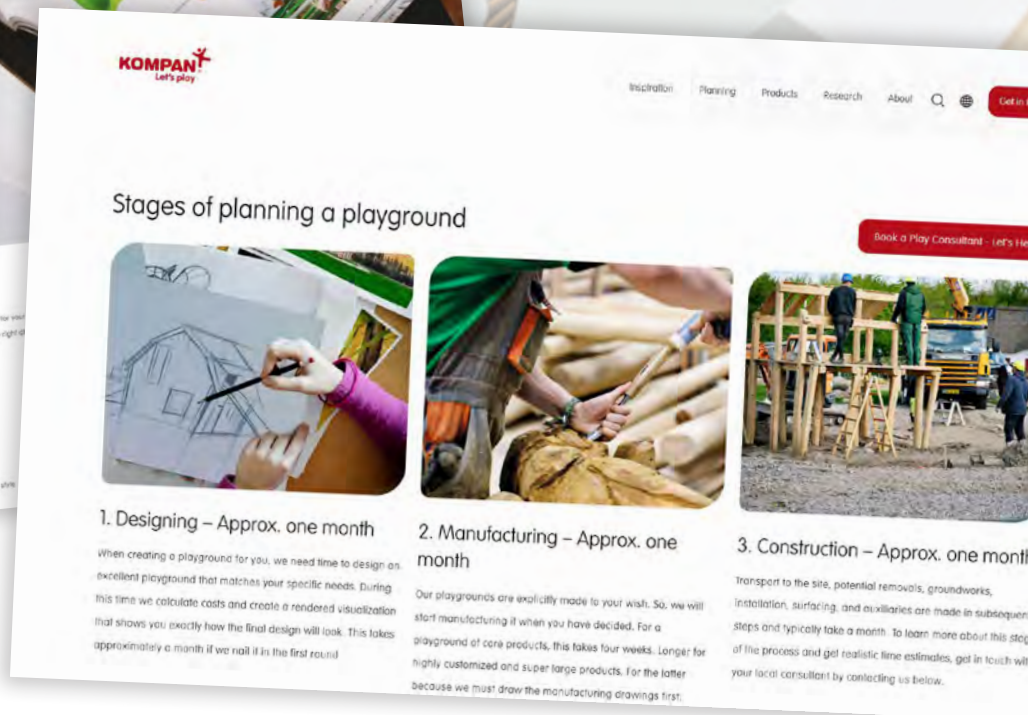 KOMPAN
Let's play
Inspiration
Planning
Products
Research
About
Get in
Stages of planning a playground
Book a Play Consultant - Let's He
1. Designing – Approx. one month
When creating a playground for you, we need time to design an
excellent playground that matches your specific needs. During
this time we calculate costs and create a rendered visualization
that shows you exactly how the final design will look. This takes
approximately a month if we nail it in the first round
2. Manufacturing – Approx. one
month
Our playgrounds are explicitly made to your wish. So, we will
start manufacturing it when you have decided. For a
playground of core products, this takes four weeks. Longer for
highly customized and super large products. For the latter
because we must draw the manufacturing drawings first.
3. Construction – Approx. one month
Transport to the site, potential removals, groundworks,
installation, surfacing, and auxiliaries are made in subsequen
steps and typically take a month. To learn more about this stag
of the process and get realistic time estimates, get in touch wit
your local consultant by contacting us below.